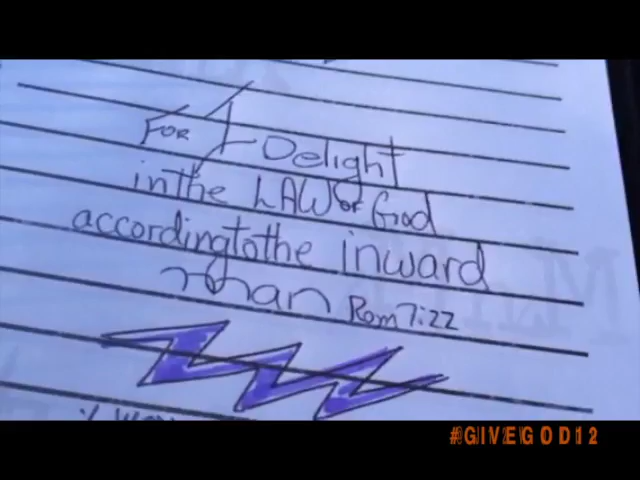 For I Delight
in the LAW of God
according to the inward
man Rom 7:22
#GIVEGOD12